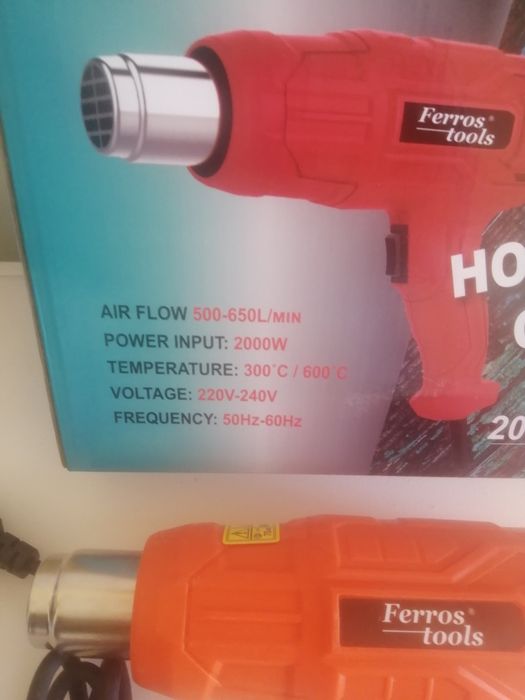 Ferros®
tools
HO
AIR FLOW 500-650L/MIN
POWER INPUT: 2000W
TEMPERATURE: 300°C / 600°C
VOLTAGE: 220V-240V
FREQUENCY: 50Hz-60Hz
20
Ferros®
tools